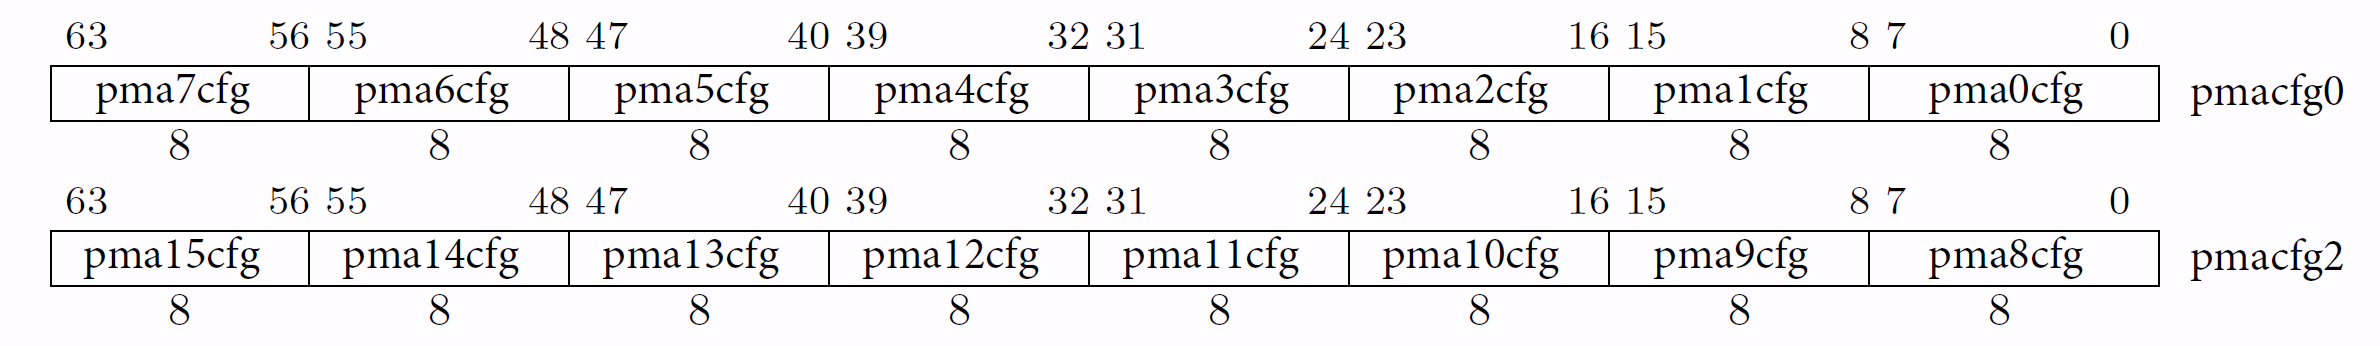 63 56 55 48 47 40 39 32 31 24 23 16 15 8 7 0
pma7cfg pma6cfg pma5cfg pma4cfg pma3cfg pma2cfg pma1cfg pma0cfg pmacfg0
8 8 8 8 8 8 8 8
63 56 55 48 47 40 39 32 31 24 23 16 15 8 7 0
pma15cfg pma14cfg pma13cfg pma12cfg pma11cfg pma10cfg pma9cfg pma8cfg pmacfg2
8 8 8 8 8 8 8 8